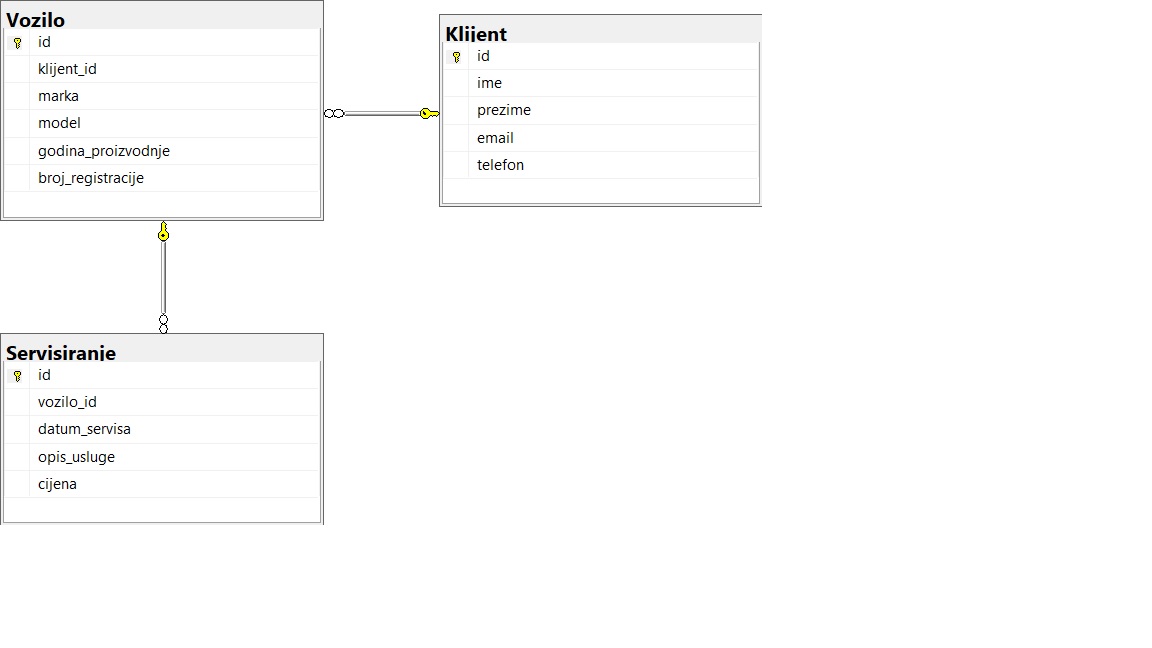 Vozilo
id
klijent_id
marka
model
godina_proizvodnje
broj_registracije
Klijent
id
ime
prezime
email
telefon
Servisiranje
id
vozilo_id
datum_servisa
opis_usluge
cijena